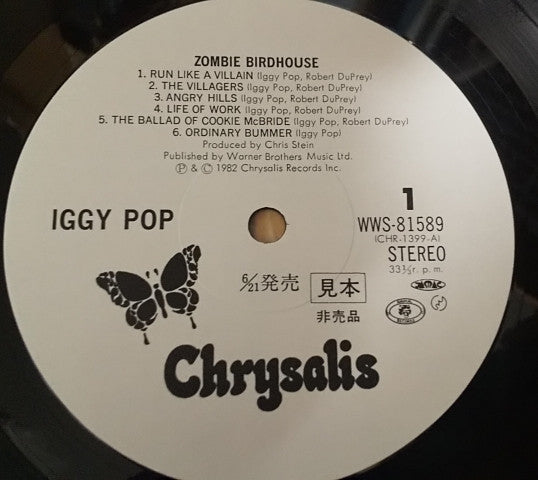 ZOMBIE BIRDHOUSE
1. RUN LIKE A VILLAIN (Iggy Pop, Robert DuPrey)
2. THE VILLAGERS (Iggy Pop, Robert DuPrey)
3. ANGRY HILLS (Iggy Pop, Robert DuPrey)
4. LIFE OF WORK (Iggy Pop, Robert DuPrey)
5. THE BALLAD OF COOKIE McBRIDE (Iggy Pop, Robert DuPrey)
6. ORDINARY BUMMER (Iggy Pop)
Produced by Chris Stein
Published by Warner Brothers Music Ltd.
℗ & © 1982 Chrysalis Records Inc.
IGGY POP
1
WWS-81589
(CHR-1399-A)
STEREO
33⅓ r. p. m.
6/21発売
見本
非売品
Chrysalis